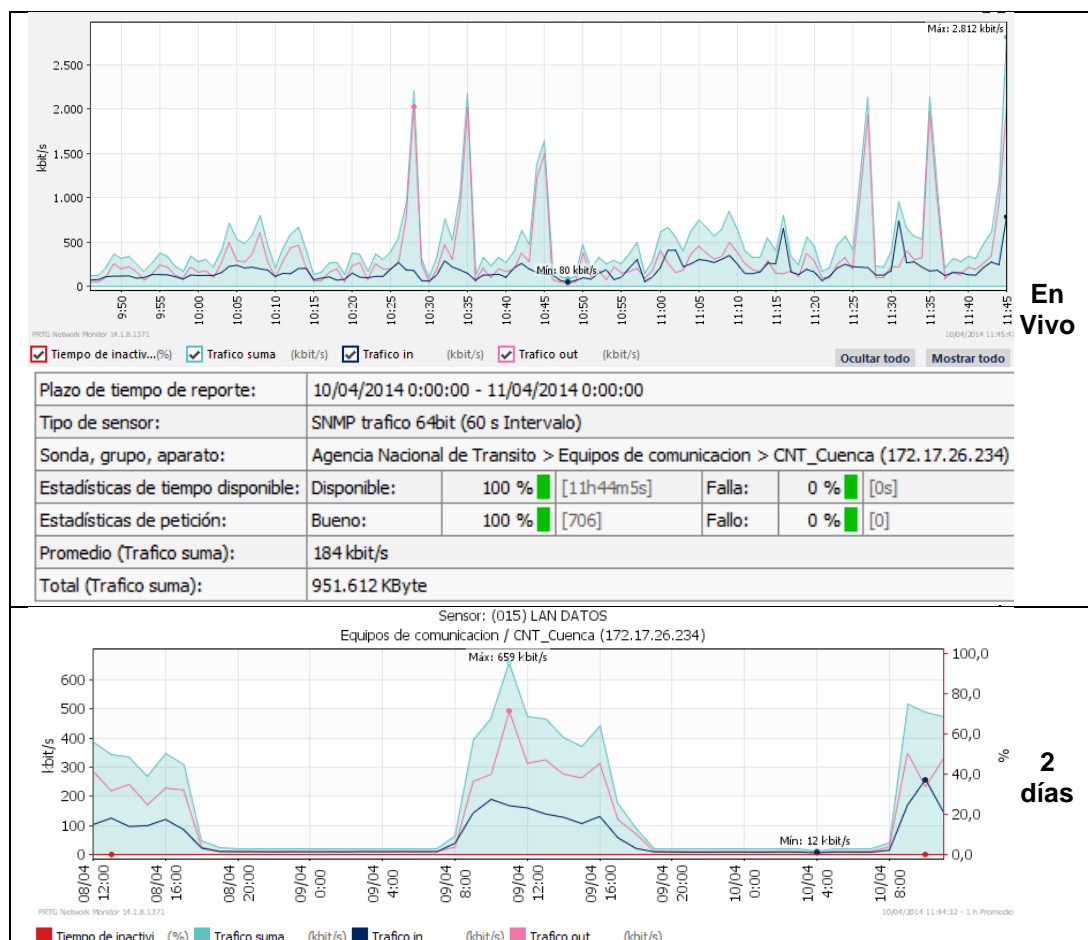 Máx: 2.812 kbit/s
2.500
2.000
1.500
1.000
500
0
kbit/s
Mín: 80 kbit/s
9:50 9:55 10:00 10:05 10:10 10:15 10:20 10:25 10:30 10:35 10:40 10:45 10:50 10:55 11:00 11:05 11:10 11:15 11:20 11:25 11:30 11:35 11:40 11:45
PRTG Network Monitor 14.1.8.1371
Tiempo de inactiv...(%) Trafico suma (kbit/s) Trafico in (kbit/s) Trafico out (kbit/s)
Ocultar todo Mostrar todo
En
Vivo
Plazo de tiempo de reporte: 10/04/2014 0:00:00 - 11/04/2014 0:00:00
Tipo de sensor: SNMP trafico 64bit (60 s Intervalo)
Sonda, grupo, aparato: Agencia Nacional de Transito > Equipos de comunicacion > CNT_Cuenca (172.17.26.234)
Estadísticas de tiempo disponible: Disponible: 100 % [11h44m5s] Falla: 0 % [0s]
Estadísticas de petición: Bueno: 100 % [706] Fallo: 0 % [0]
Promedio (Trafico suma): 184 kbit/s
Total (Trafico suma): 951.612 KByte
Sensor: (015) LAN DATOS
Equipos de comunicacion / CNT_Cuenca (172.17.26.234)
Máx: 659 kbit/s
600
500
400
300
200
100
0
kbit/s
100,0
80,0
60,0
40,0
20,0
0,0
%
Mín: 12 kbit/s
08/04 12:00 08/04 16:00 08/04 20:00 09/04 0:00 09/04 4:00 09/04 8:00 09/04 12:00 09/04 16:00 09/04 20:00 10/04 0:00 10/04 4:00 10/04 8:00
PRTG Network Monitor 14.1.8.1371
10/04/2014 11:44:32 - 1 h Promedio
Tiempo de inactivi (%) Trafico suma (kbit/s) Trafico in (kbit/s) Trafico out (kbit/s)
2
días